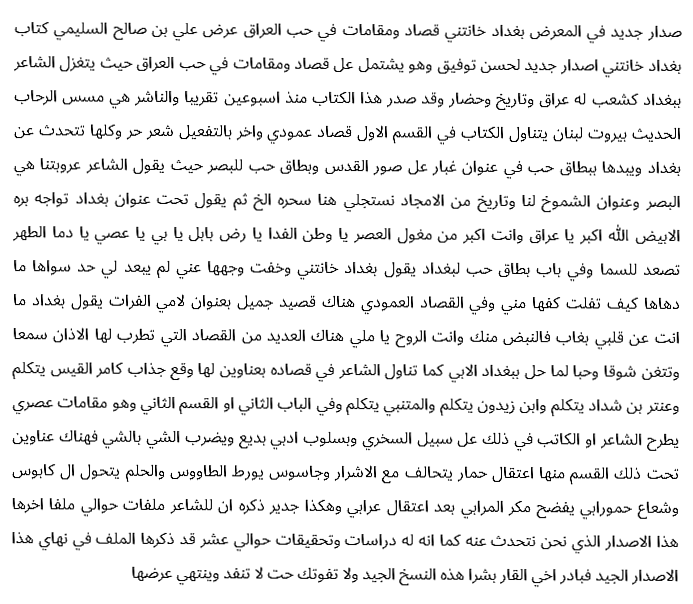 صدار جديد في المعرض بغداد خانتني قصاد ومقامات في حب العراق عرض علي بن صالح السليمي كتاب
بغداد خانتني اصدار جديد لحسن توفيق وهو يشتمل عل قصاد ومقامات في حب العراق حيث يتغزل الشاعر
ببغداد كشعب له عراق وتاريخ وحضار وقد صدر هذا الكتاب منذ اسبوعين تقريبا والناشر هي مسس الرحاب
الحديث بيروت لبنان يتناول الكتاب في القسم الاول قصاد عمودي واخر بالتفعيل شعر حر وكلها تتحدث عن
بغداد ويبدها ببطاق حب في عنوان غبار عل صور القدس وبطاق حب للبصر حيث يقول الشاعر عروبتنا هي
البصر وعنوان الشموخ لنا وتاريخ من الامجاد نستجلي هنا سحره الخ ثم يقول تحت عنوان بغداد تواجه بره
الابيض الله اكبر يا عراق وانت اكبر من مغول العصر يا وطن الفدا يا رض بابل يا بي يا عصي يا دما الطهر
تصعد للسما وفي باب بطاق حب لبغداد يقول بغداد خانتني وخفت وجهها عني لم يبعد لي حد سواها ما
دهاها كيف تفلت كفها مني وفي القصاد العمودي هناك قصيد جميل بعنوان لامي الفرات يقول بغداد ما
انت عن قلبي بغاب فالنبض منك وانت الروح يا ملي هناك العديد من القصاد التي تطرب لها الاذان سمعا
وتتغن شوقا وحبا لما حل ببغداد الابي كما تناول الشاعر في قصاده بعناوين لها وقع جذاب كامر القيس يتكلم
وعنتر بن شداد يتكلم وابن زيدون يتكلم والمتنبي يتكلم وفي الباب الثاني او القسم الثاني وهو مقامات عصري
يطرح الشاعر او الكاتب في ذلك عل سبيل السخري وبسلوب ادبي بديع ويضرب الشي بالشي فهناك عناوين
تحت ذلك القسم منها اعتقال حمار يتحالف مع الاشرار وجاسوس يورط الطاووس والحلم يتحول ال كابوس
وشعاع حمورابي يفضح مكر المرابي بعد اعتقال عرابي وهكذا جدير ذكره ان للشاعر ملفات حوالي ملفا اخرها
هذا الاصدار الذي نحن نتحدث عنه كما انه له دراسات وتحقيقات حوالي عشر قد ذكرها الملف في نهاي هذا
الاصدار الجيد فبادر اخي القار بشرا هذه النسخ الجيد ولا تفوتك حت لا تنفد وينتهي عرضها